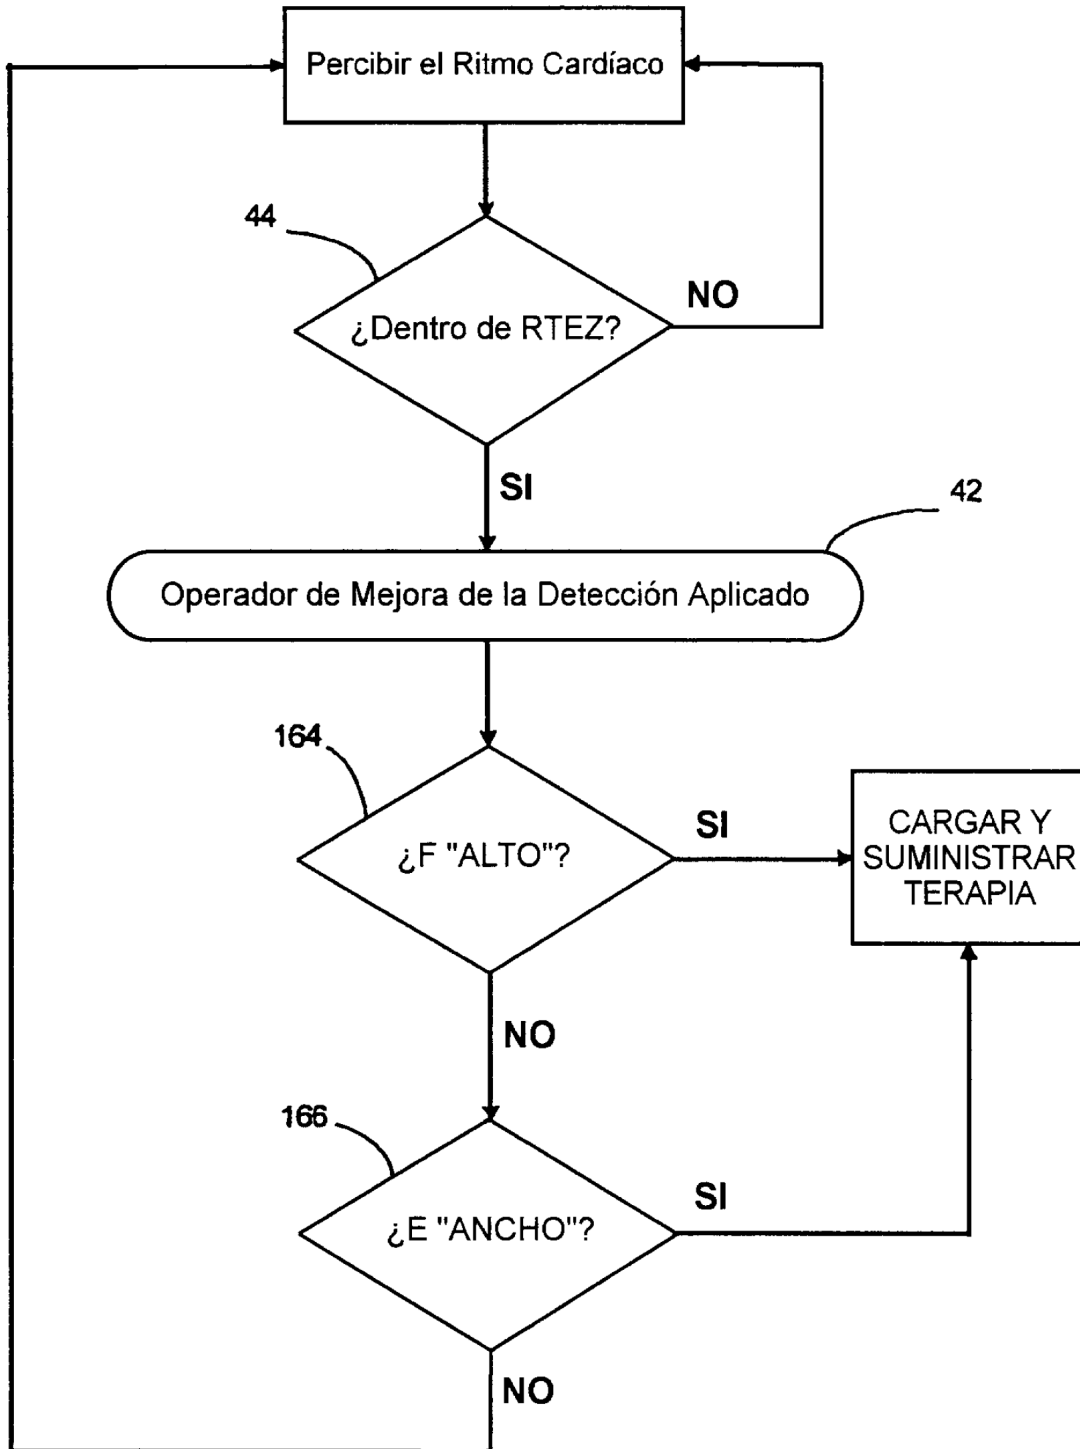 Percibir el Ritmo Cardíaco
44
¿Dentro de RTEZ?
NO
SI
42
Operador de Mejora de la Detección Aplicado
164
¿F "ALTO"?
SI
CARGAR Y
SUMINISTRAR
TERAPIA
NO
166
¿E "ANCHO"?
SI
NO